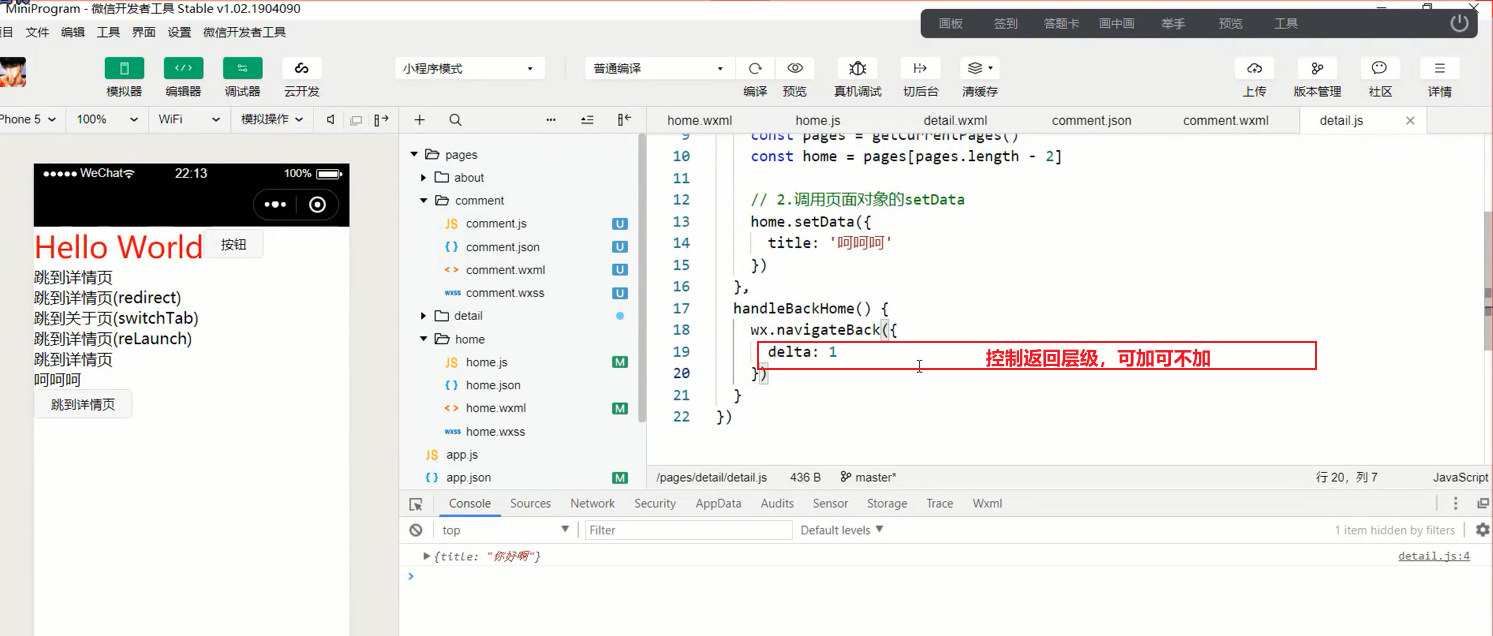 MiniProgram - 微信开发者工具 Stable v1.02.1904090
画板 签到 答题卡 画中画 举手 预览 工具
目 文件 编辑 工具 界面 设置 微信开发者工具
小程序模式 普通编译
模拟器 编辑器 调试器 云开发 编译 预览 真机调试 切后台 清缓存 上传 版本管理 社区 详情
Phone 5 100% WiFi 模拟操作
home.wxml home.js detail.wxml comment.json comment.wxml detail.js
WeChat 22:13 100%
Hello World 按钮
跳到详情页
跳到详情页(redirect)
跳到关于页(switchTab)
跳到详情页(reLaunch)
跳到详情页
呵呵呵
跳到详情页
pages
about
comment
JS comment.js U
{ } comment.json U
< > comment.wxml U
wxss comment.wxss U
detail
home
JS home.js M
{ } home.json
< > home.wxml M
wxss home.wxss
JS app.js
{ } app.json M
9 const pages = getCurrentPages()
10 const home = pages[pages.length - 2]
11
12 // 2.调用页面对象的setData
13 home.setData({
14 title: '呵呵呵'
15 })
16 },
17 handleBackHome() {
18 wx.navigateBack({
19 delta: 1 控制返回层级，可加可不加
20 })
21 }
22 })
/pages/detail/detail.js 436 B master* 行 20，列 7 JavaScript
Console Sources Network Security AppData Audits Sensor Storage Trace Wxml
top Filter Default levels 1 item hidden by filters
{title: "你好啊"} detail.js:4